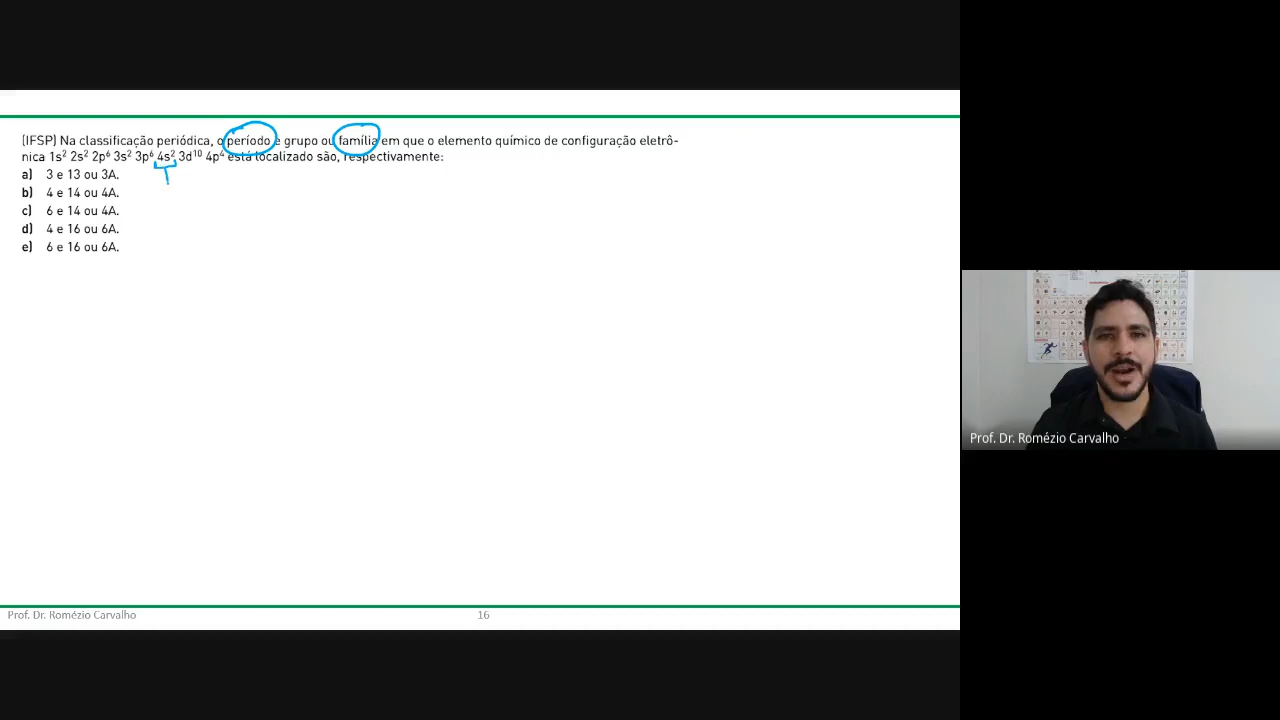 (IFSP) Na classificação periódica, o período e grupo ou família em que o elemento químico de configuração eletrô-
nica 1s² 2s² 2p⁶ 3s² 3p⁶ 4s² 3d¹⁰ 4p⁴ está localizado são, respectivamente:
a) 3 e 13 ou 3A.
b) 4 e 14 ou 4A.
c) 6 e 14 ou 4A.
d) 4 e 16 ou 6A.
e) 6 e 16 ou 6A.
Prof. Dr. Romézio Carvalho
Prof. Dr. Romézio Carvalho 16